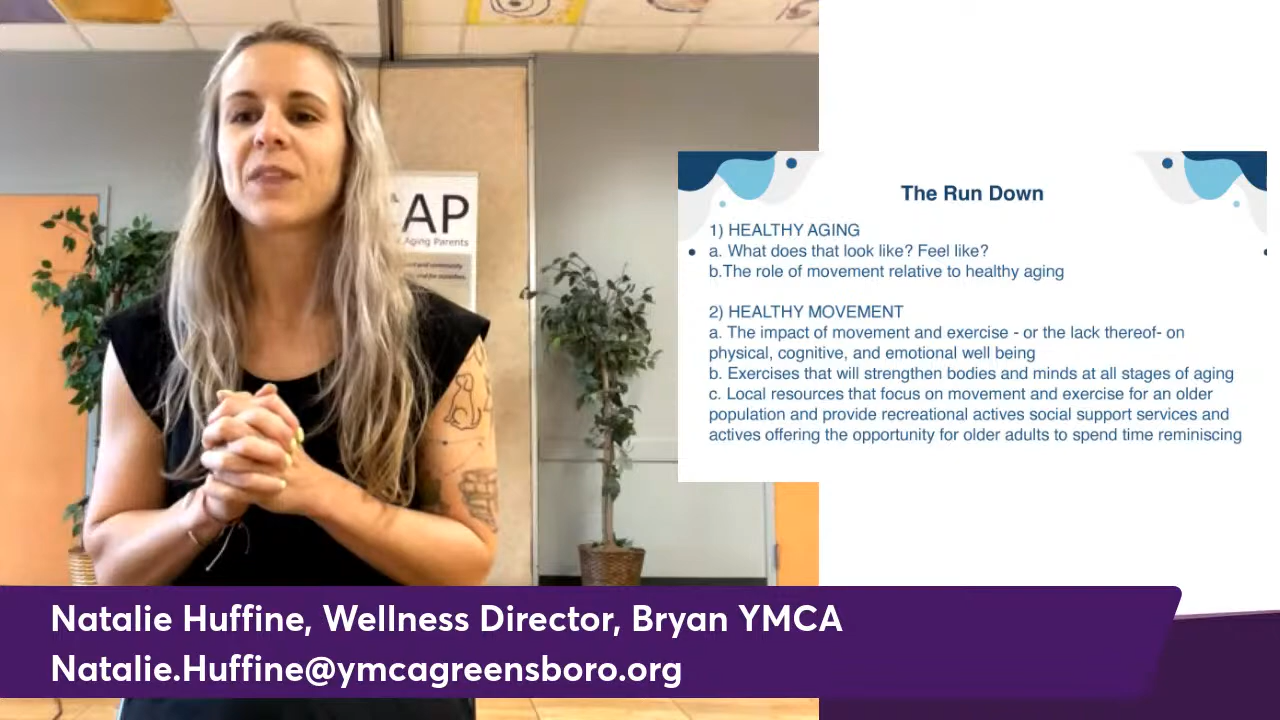 AP
Aging Parents
The Run Down
1) HEALTHY AGING
a. What does that look like? Feel like?
b.The role of movement relative to healthy aging
2) HEALTHY MOVEMENT
a. The impact of movement and exercise - or the lack thereof- on
physical, cognitive, and emotional well being
b. Exercises that will strengthen bodies and minds at all stages of aging
c. Local resources that focus on movement and exercise for an older
population and provide recreational actives social support services and
actives offering the opportunity for older adults to spend time reminiscing
Natalie Huffine, Wellness Director, Bryan YMCA
Natalie.Huffine@ymcagreensboro.org